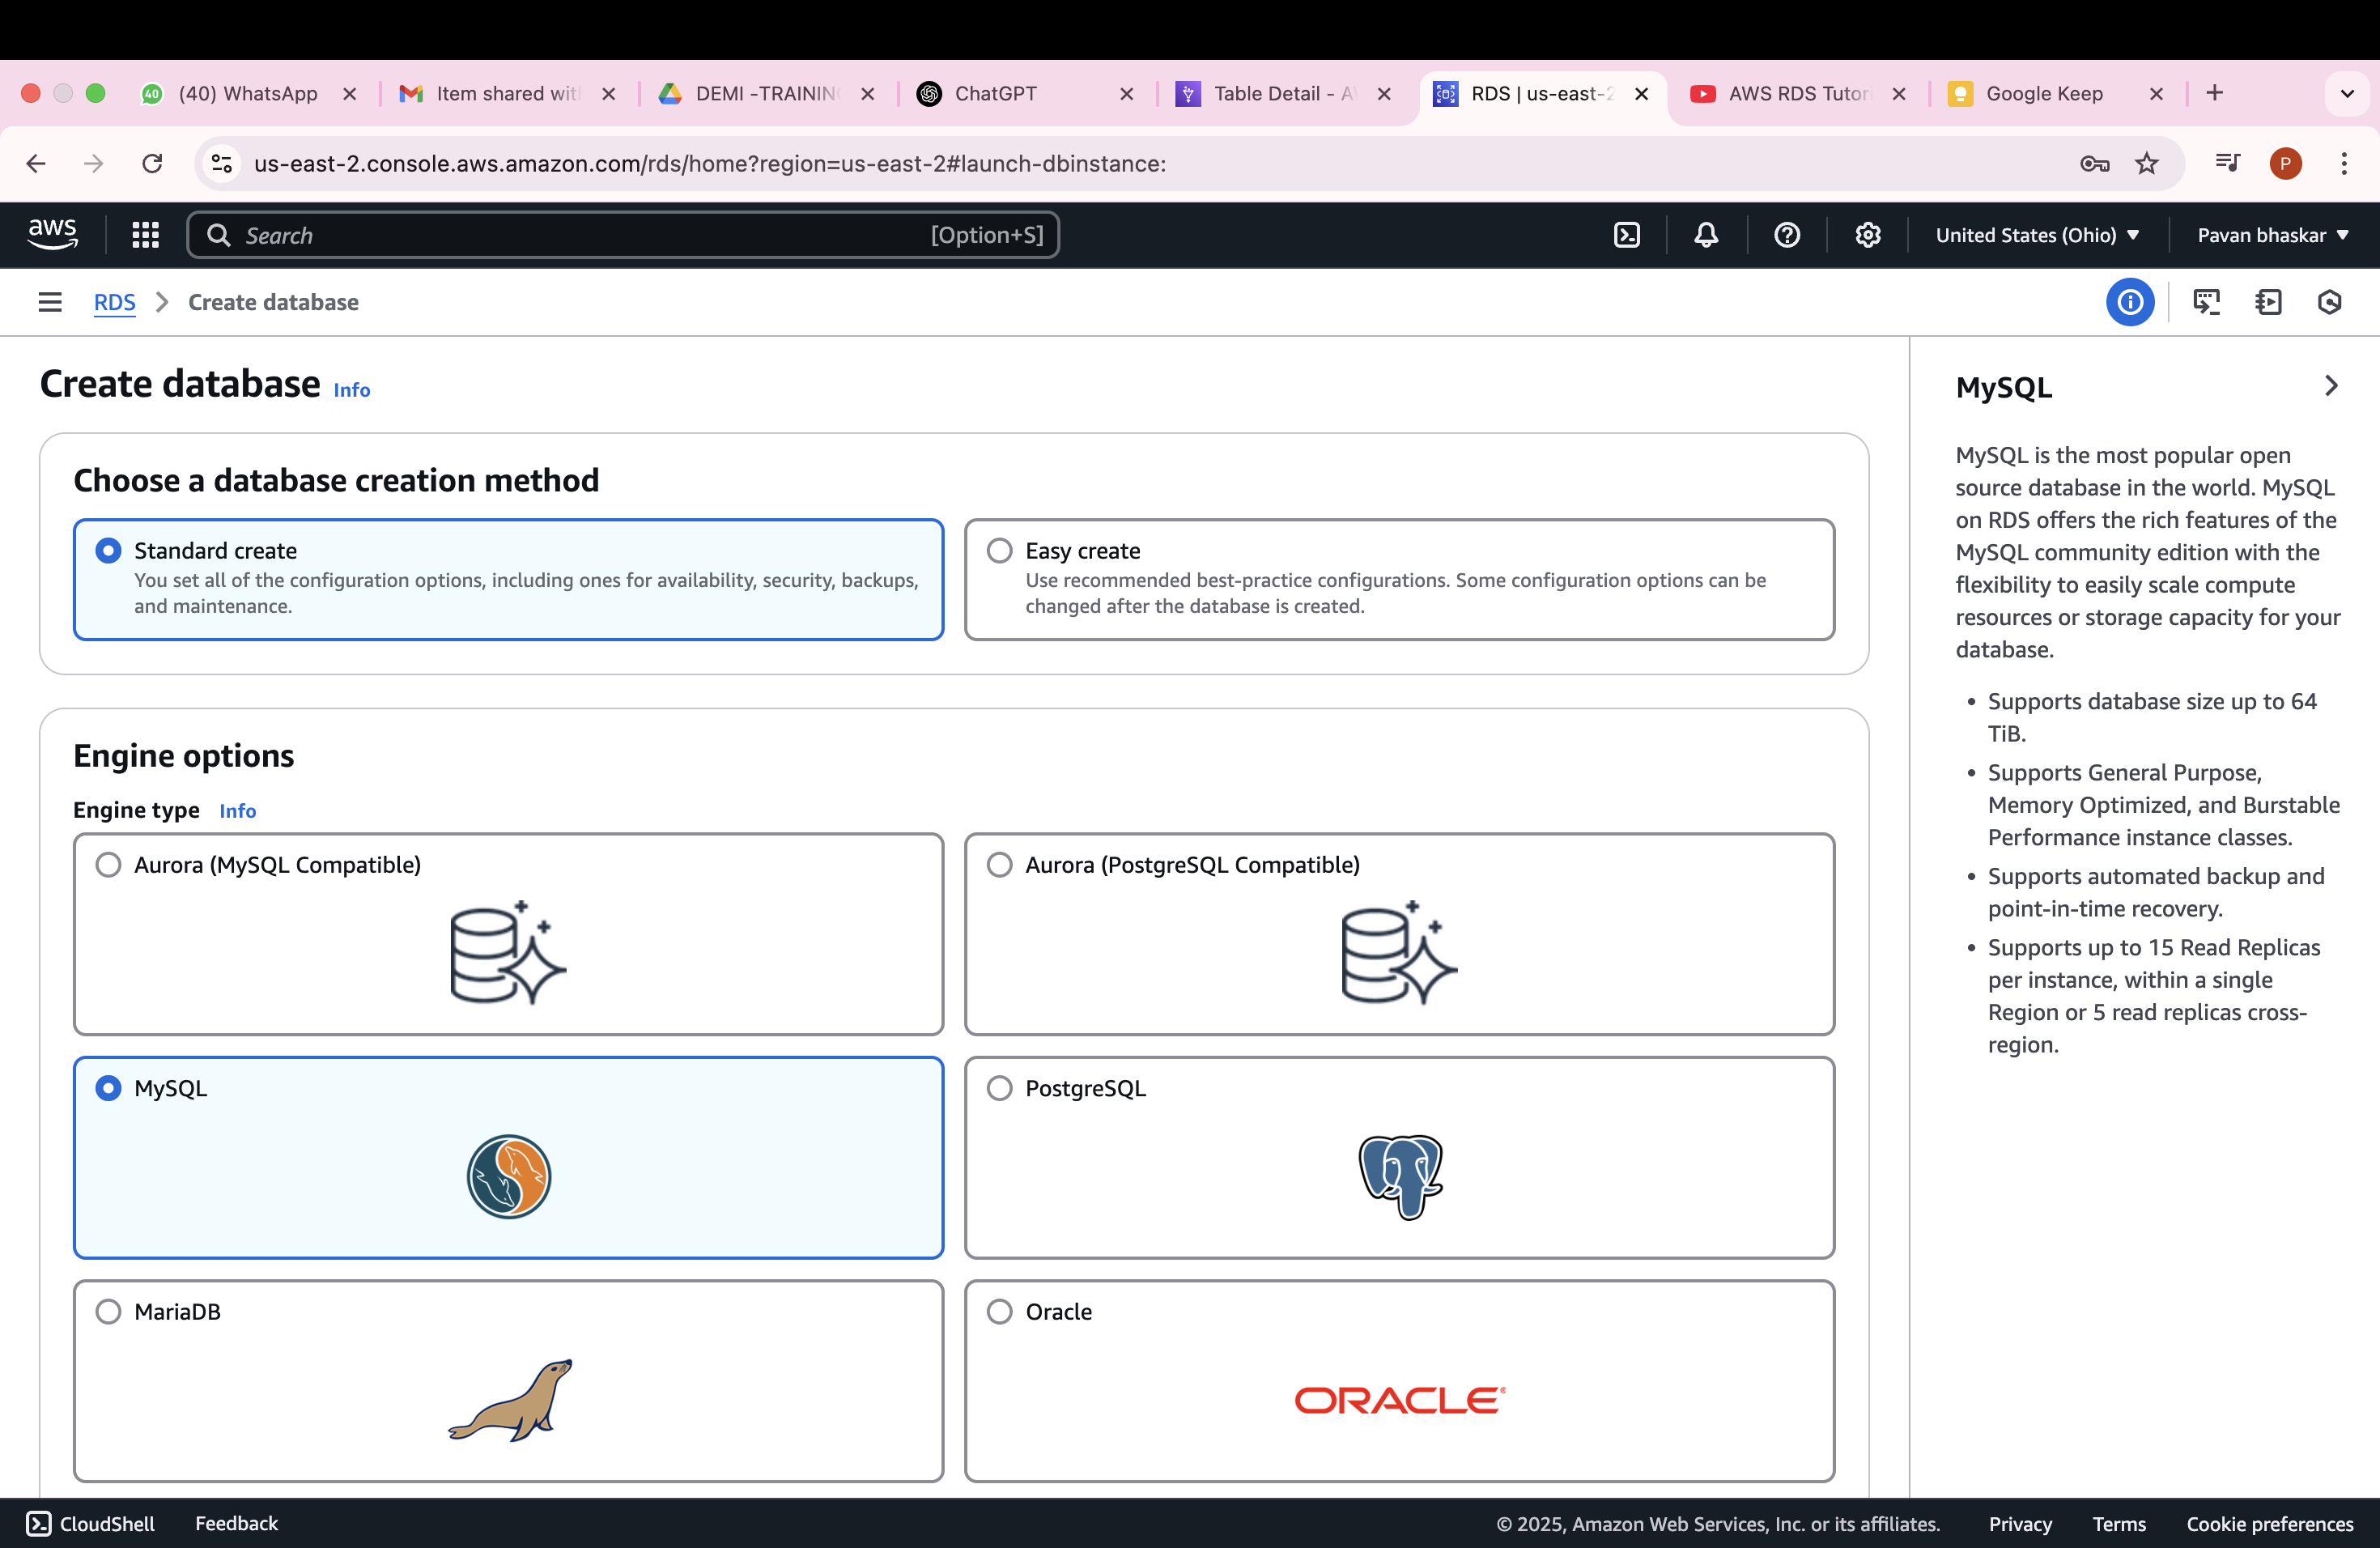 40
(40) WhatsApp
Item shared wit
DEMI -TRAINING
ChatGPT
Table Detail - A
RDS | us-east-2
AWS RDS Tutor
Google Keep
us-east-2.console.aws.amazon.com/rds/home?region=us-east-2#launch-dbinstance:
P
aws
Search
[Option+S]
United States (Ohio)
Pavan bhaskar
RDS
Create database
Create database
Info
Choose a database creation method
Standard create
You set all of the configuration options, including ones for availability, security, backups,
and maintenance.
Easy create
Use recommended best-practice configurations. Some configuration options can be
changed after the database is created.
Engine options
Engine type
Info
Aurora (MySQL Compatible)
Aurora (PostgreSQL Compatible)
MySQL
PostgreSQL
MariaDB
Oracle
ORACLE
MySQL
MySQL is the most popular open
source database in the world. MySQL
on RDS offers the rich features of the
MySQL community edition with the
flexibility to easily scale compute
resources or storage capacity for your
database.
• Supports database size up to 64
TiB.
• Supports General Purpose,
Memory Optimized, and Burstable
Performance instance classes.
• Supports automated backup and
point-in-time recovery.
• Supports up to 15 Read Replicas
per instance, within a single
Region or 5 read replicas cross-
region.
CloudShell
Feedback
© 2025, Amazon Web Services, Inc. or its affiliates.
Privacy
Terms
Cookie preferences